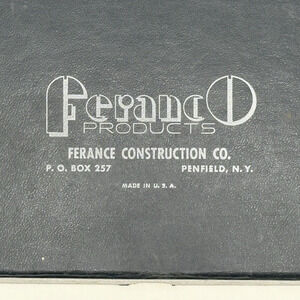 FerancO
PRODUCTS
FERANCE CONSTRUCTION CO.
P. O. BOX 257 PENFIELD, N. Y.
MADE IN U. S. A.